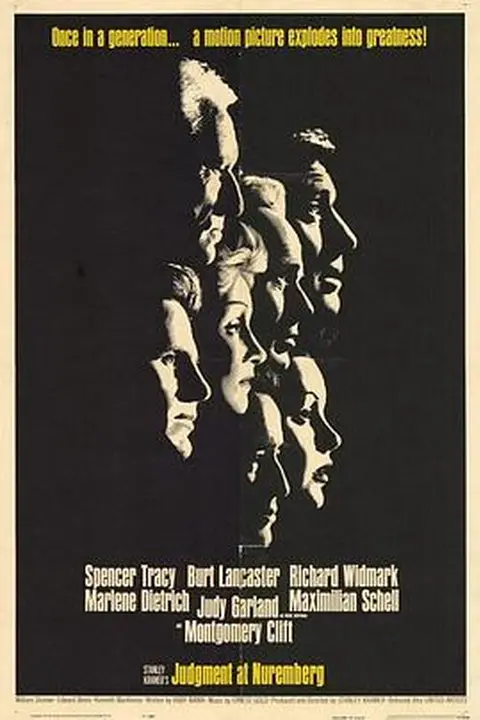 Once in a generation... a motion picture explodes into greatness!
Spencer Tracy Burt Lancaster Richard Widmark
Marlene Dietrich Judy Garland Maximilian Schell
Montgomery Clift
STANLEY
KRAMER'S Judgment at Nuremberg